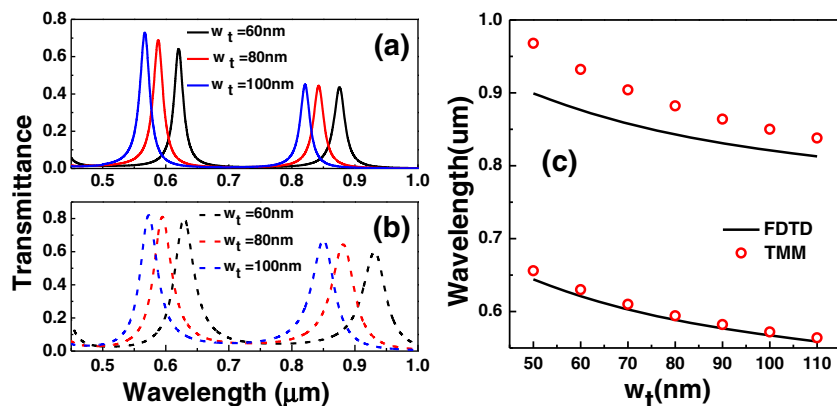 0.8
0.6
0.4
0.2
0.0
w t =60nm
w t =80nm
w t =100nm
(a)
0.5 0.6 0.7 0.8 0.9 1.0
Transmittance
0.8
0.6
0.4
0.2
0.0
w t =60nm
w t =80nm
w t =100nm
(b)
0.5 0.6 0.7 0.8 0.9 1.0
Wavelength (μm)
Wavelength(um)
1.0
0.9
0.8
0.7
0.6
(c)
FDTD
TMM
50 60 70 80 90 100 110
wt(nm)